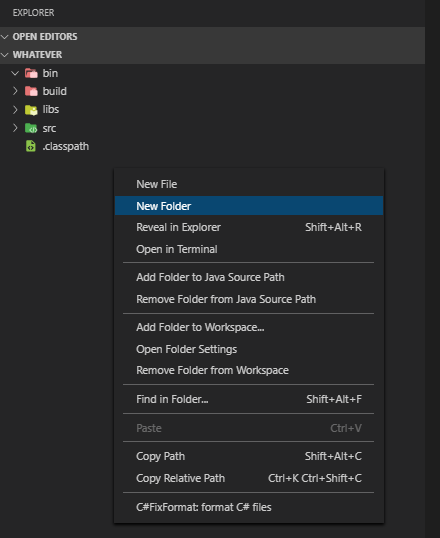 EXPLORER
OPEN EDITORS
WHATEVER
bin
build
libs
src
.classpath
New File
New Folder
Reveal in Explorer Shift+Alt+R
Open in Terminal
Add Folder to Java Source Path
Remove Folder from Java Source Path
Add Folder to Workspace...
Open Folder Settings
Remove Folder from Workspace
Find in Folder... Shift+Alt+F
Paste Ctrl+V
Copy Path Shift+Alt+C
Copy Relative Path Ctrl+K Ctrl+Shift+C
C#FixFormat: format C# files